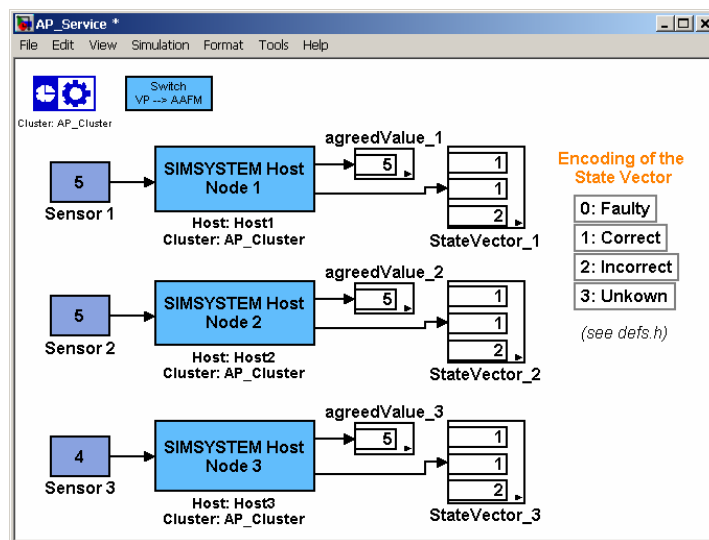 AP_Service *
File Edit View Simulation Format Tools Help
Switch
VP --> AAFM
Cluster: AP_Cluster
agreedValue_1
5
SIMSYSTEM Host
Node 1
5
1
1
2
Sensor 1
Host: Host1
Cluster: AP_Cluster
StateVector_1
Encoding of the
State Vector
0: Faulty
1: Correct
2: Incorrect
3: Unkown
(see defs.h)
agreedValue_2
5
SIMSYSTEM Host
Node 2
5
1
1
2
Sensor 2
Host: Host2
Cluster: AP_Cluster
StateVector_2
agreedValue_3
4
SIMSYSTEM Host
Node 3
5
1
1
2
Sensor 3
Host: Host3
Cluster: AP_Cluster
StateVector_3